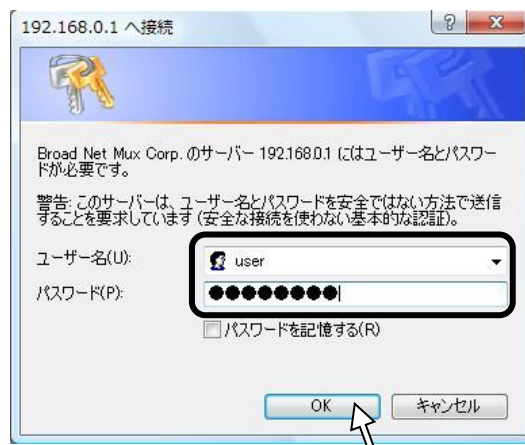 192.168.0.1 へ接続
Broad Net Mux Corp. のサーバー 192.168.0.1 にはユーザー名とパスワー
ドが必要です。
警告: このサーバーは、ユーザー名とパスワードを安全ではない方法で送信
することを要求しています (安全な接続を使わない基本的な認証)。
ユーザー名(U):
user
パスワード(P):
●●●●●●●●
パスワードを記憶する(R)
OK
キャンセル